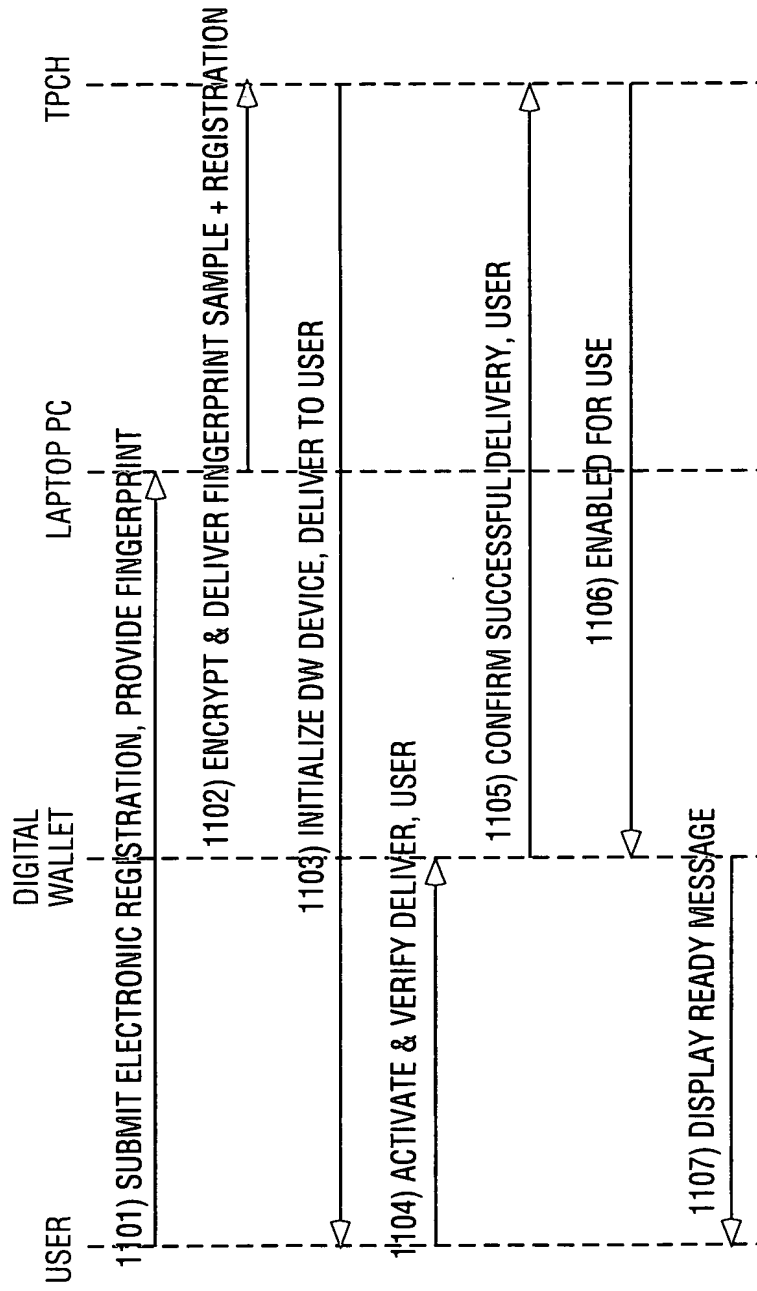 USER
DIGITAL
WALLET
LAPTOP PC
TPCH
1101) SUBMIT ELECTRONIC REGISTRATION, PROVIDE FINGERPRINT
1102) ENCRYPT & DELIVER FINGERPRINT SAMPLE + REGISTRATION
1103) INITIALIZE DW DEVICE, DELIVER TO USER
1104) ACTIVATE & VERIFY DELIVER, USER
1105) CONFIRM SUCCESSFUL DELIVERY, USER
1106) ENABLED FOR USE
1107) DISPLAY READY MESSAGE